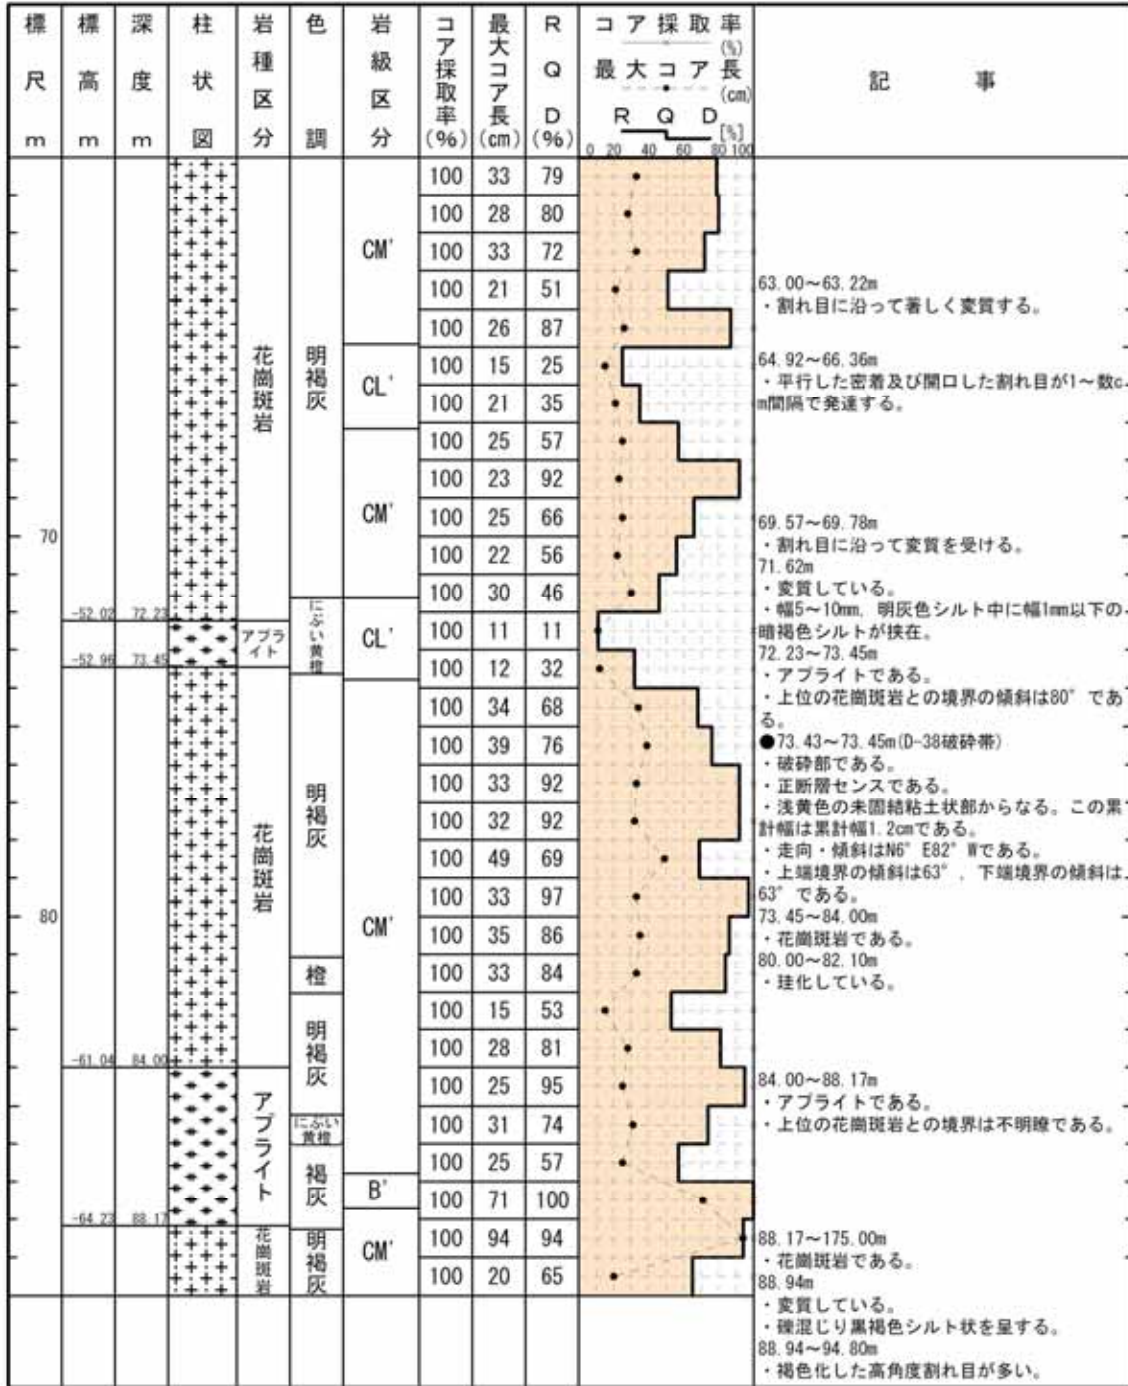 標尺m
標高m
深度m
柱状図
岩種区分
色調
岩級区分
コア採取率(%)
最大コア長(cm)
RQD(%)
コア採取率(%)
最大コア長(cm)
RQD[%]
0 20 40 60 80 100
記事
100 33 79
100 28 80
100 33 72
100 21 51
100 26 87
100 15 25
100 21 35
100 25 57
100 23 92
100 25 66
100 22 56
100 30 46
100 11 11
100 12 32
100 34 68
100 39 76
100 33 92
100 32 92
100 49 69
100 33 97
100 35 86
100 33 84
100 15 53
100 28 81
100 25 95
100 31 74
100 25 57
100 71 100
100 94 94
100 20 65
70
80
-52.02 72.23
-52.96 73.45
-61.04 84.00
-64.23 88.17
花崗斑岩
アプライト
花崗斑岩
アプライト
花崗斑岩
明褐灰
にぶい黄橙
明褐灰
橙
明褐灰
にぶい黄橙
褐灰
明褐灰
CM'
CL'
CM'
CL'
CM'
B'
CM'
63.00～63.22m
・割れ目に沿って著しく変質する。
64.92～66.36m
・平行した密着及び開口した割れ目が1～数c
m間隔で発達する。
69.57～69.78m
・割れ目に沿って変質を受ける。
71.62m
・変質している。
・幅5～10mm, 明灰色シルト中に幅1mm以下の
暗褐色シルトが挟在。
72.23～73.45m
・アプライトである。
・上位の花崗斑岩との境界の傾斜は80°であ
る。
●73.43～73.45m(D-38破砕帯)
・破砕部である。
・正断層センスである。
・浅黄色の未固結粘土状部からなる。この累
計幅は累計幅1.2cmである。
・走向・傾斜はN6°E82°Wである。
・上端境界の傾斜は63°, 下端境界の傾斜は
63°である。
73.45～84.00m
・花崗斑岩である。
80.00～82.10m
・珪化している。
84.00～88.17m
・アプライトである。
・上位の花崗斑岩との境界は不明瞭である。
88.17～175.00m
・花崗斑岩である。
88.94m
・変質している。
・礫混じり黒褐色シルト状を呈する。
88.94～94.80m
・褐色化した高角度割れ目が多い。